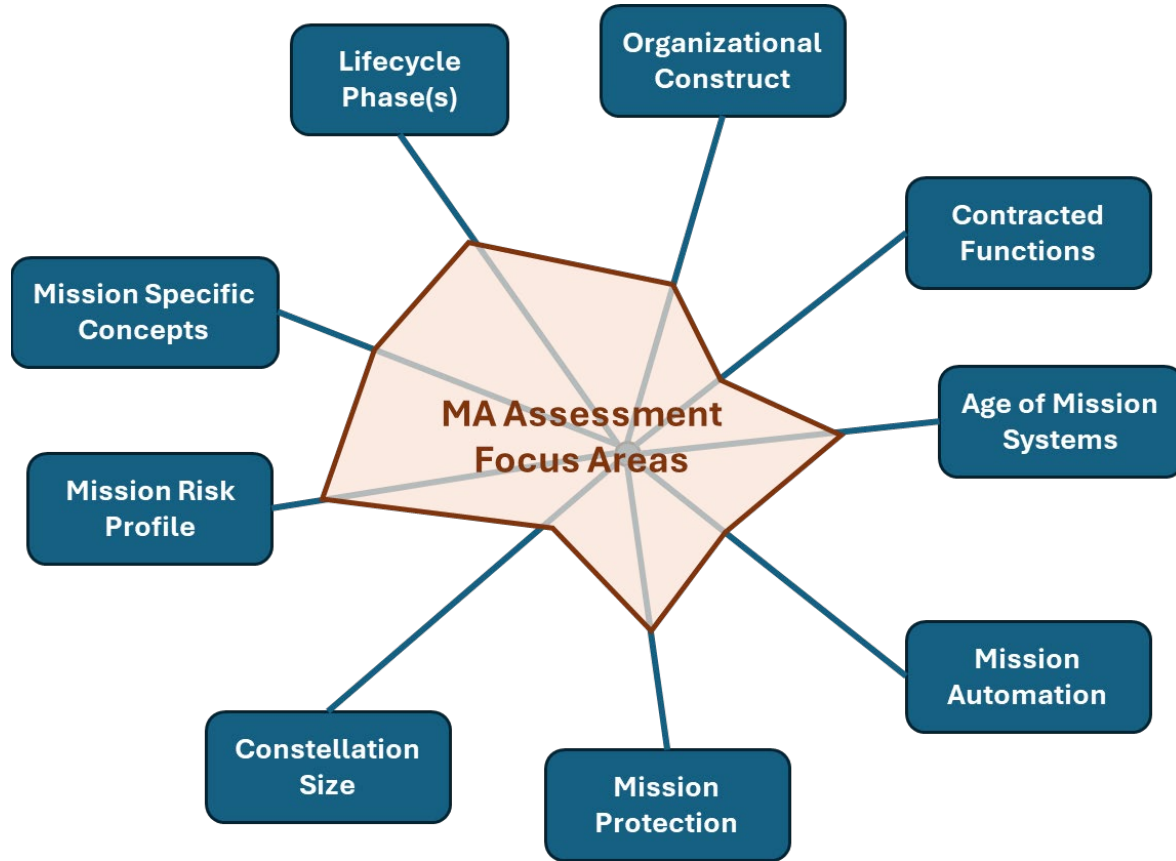 Lifecycle
Phase(s)
Organizational
Construct
Contracted
Functions
Mission Specific
Concepts
MA Assessment
Focus Areas
Age of Mission
Systems
Mission Risk
Profile
Mission
Automation
Constellation
Size
Mission
Protection